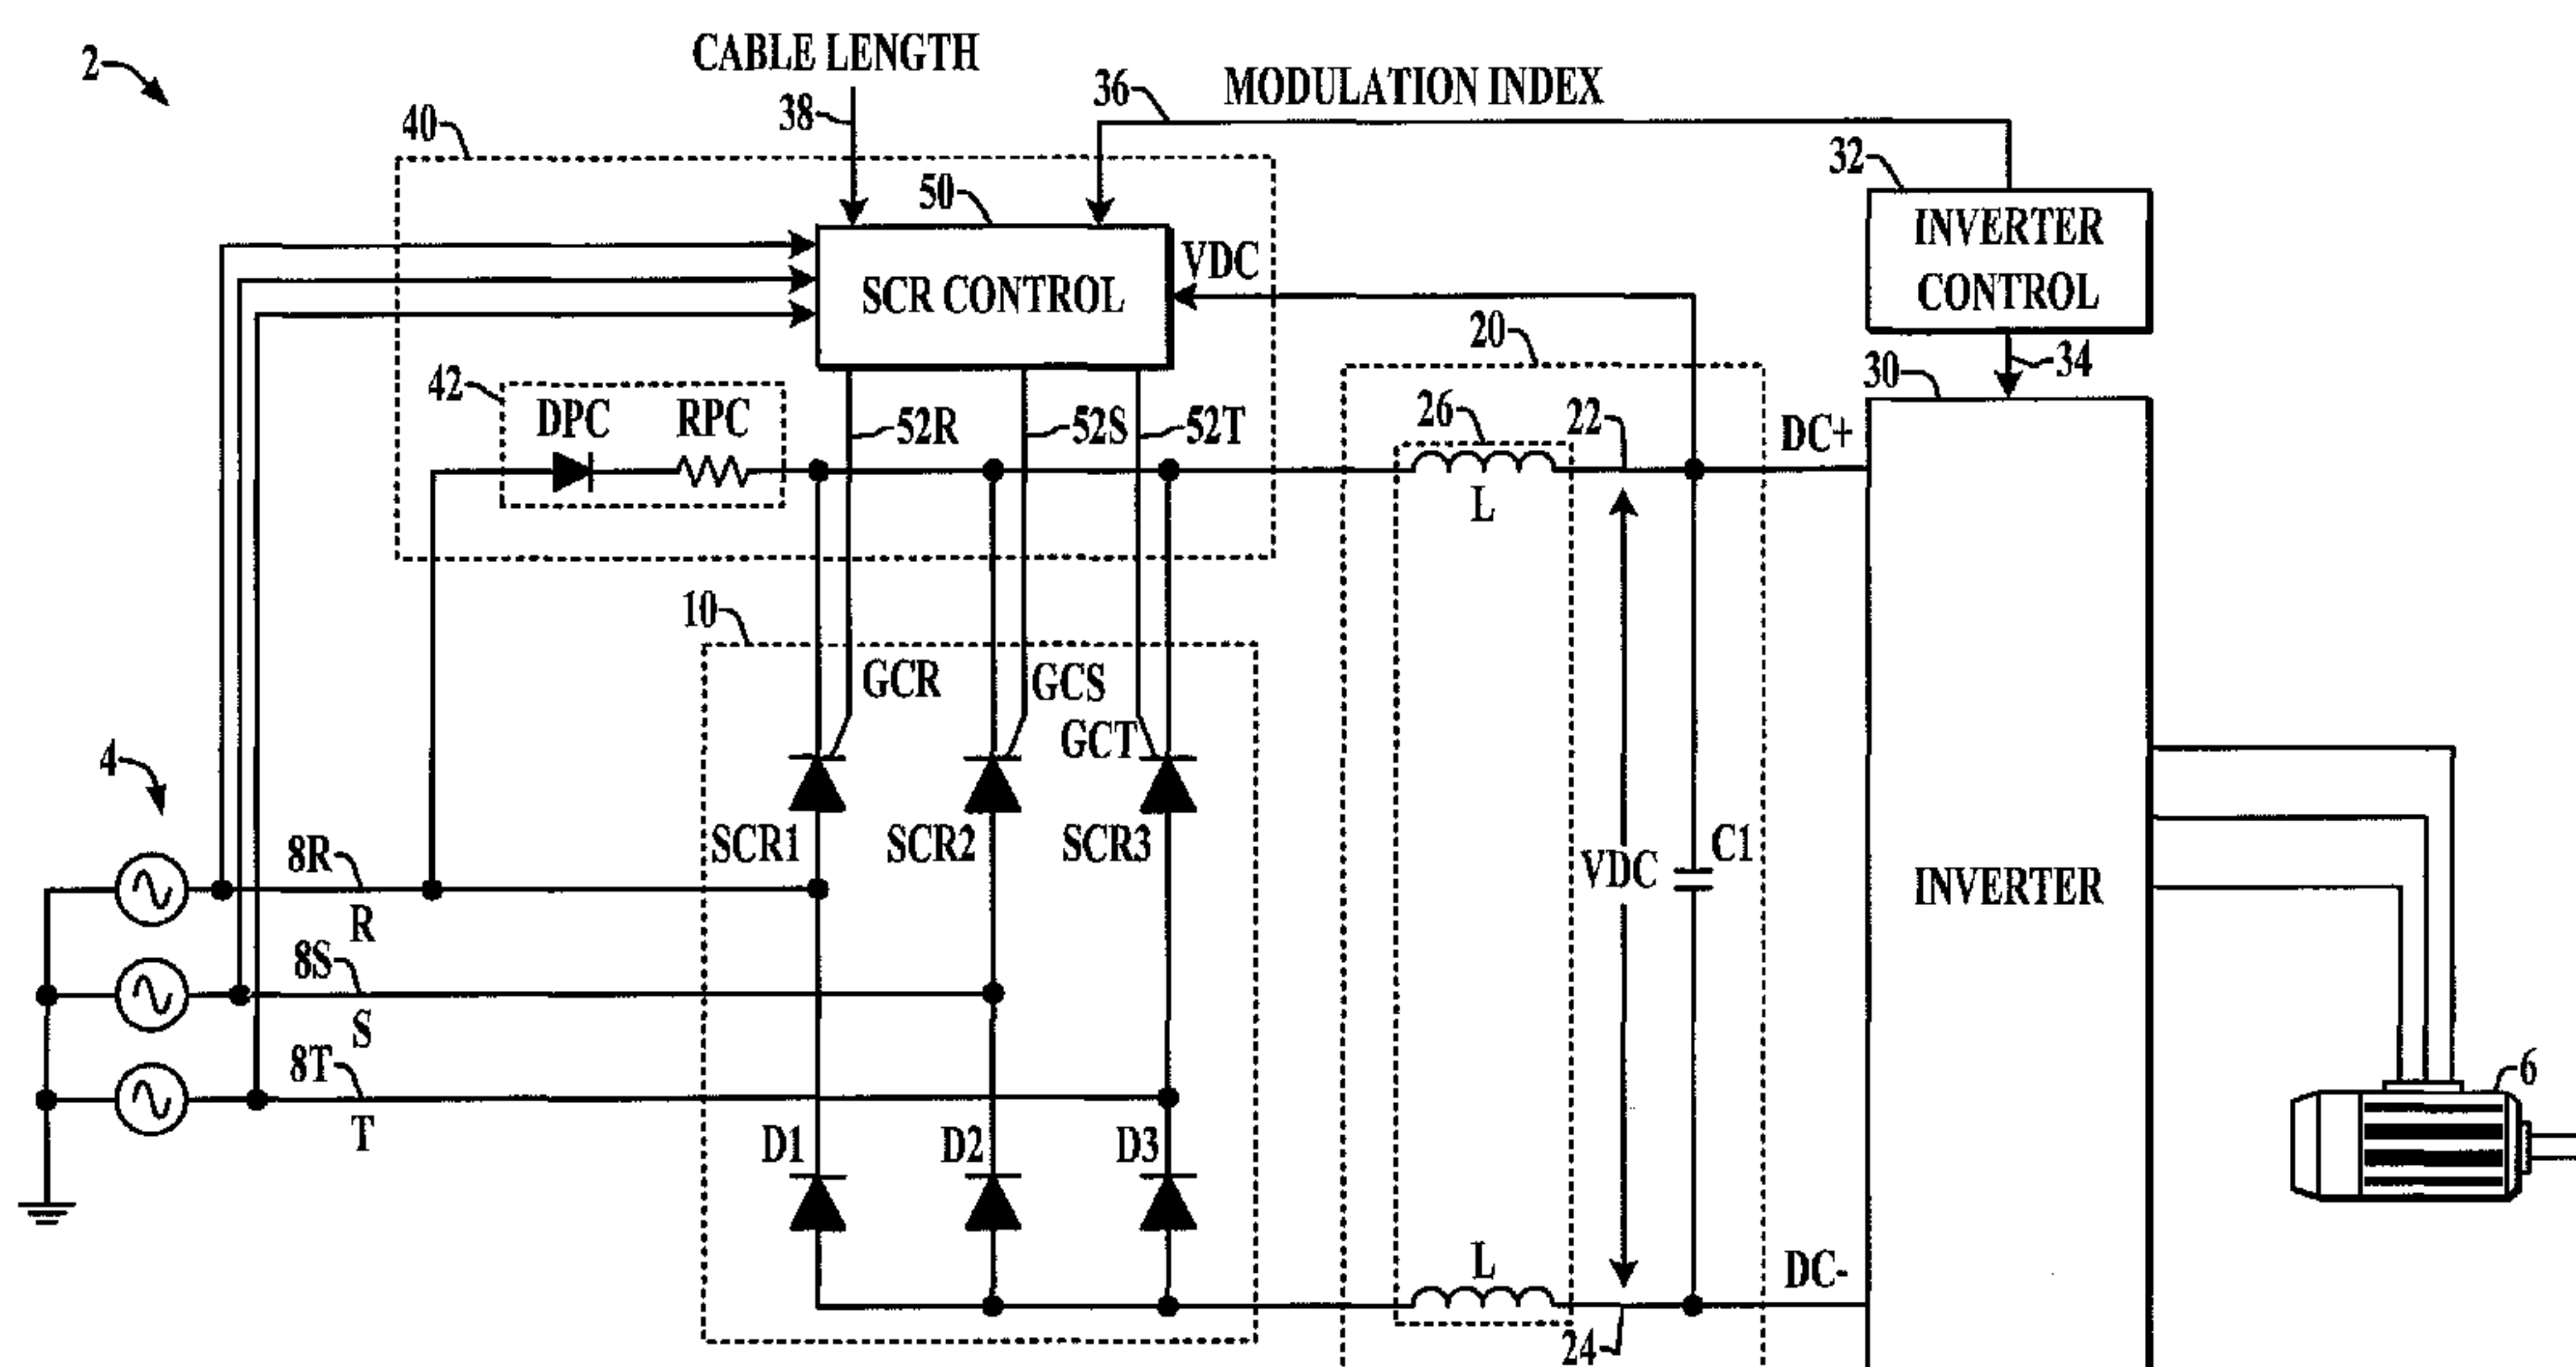 CABLE LENGTH
2
36
MODULATION INDEX
38
40
32
50
INVERTER
CONTROL
VDC
SCR CONTROL
20
34
42
30
DPC
RPC
52R
52S
52T
26
22
DC+
L
10
GCR
GCS
GCT
4
SCR1
SCR2
SCR3
VDC
C1
8R
INVERTER
R
8S
S
8T
6
T
D1
D2
D3
L
DC-
24